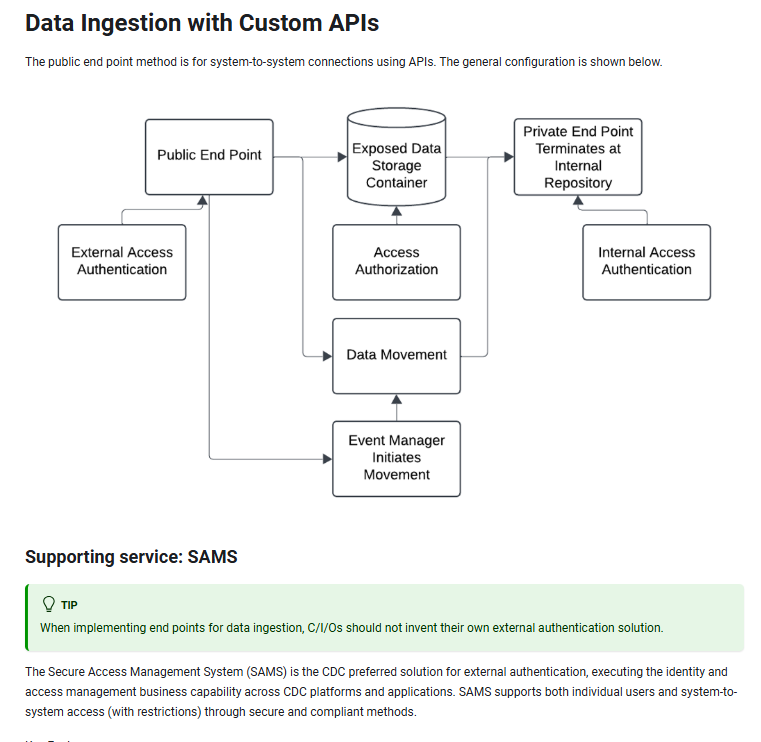 Data Ingestion with Custom APIs
The public end point method is for system-to-system connections using APIs. The general configuration is shown below.
Public End Point
Exposed Data
Storage
Container
Private End Point
Terminates at
Internal
Repository
External Access
Authentication
Access
Authorization
Internal Access
Authentication
Data Movement
Event Manager
Initiates
Movement
Supporting service: SAMS
TIP
When implementing end points for data ingestion, C/I/Os should not invent their own external authentication solution.
The Secure Access Management System (SAMS) is the CDC preferred solution for external authentication, executing the identity and
access management business capability across CDC platforms and applications. SAMS supports both individual users and system-to-
system access (with restrictions) through secure and compliant methods.